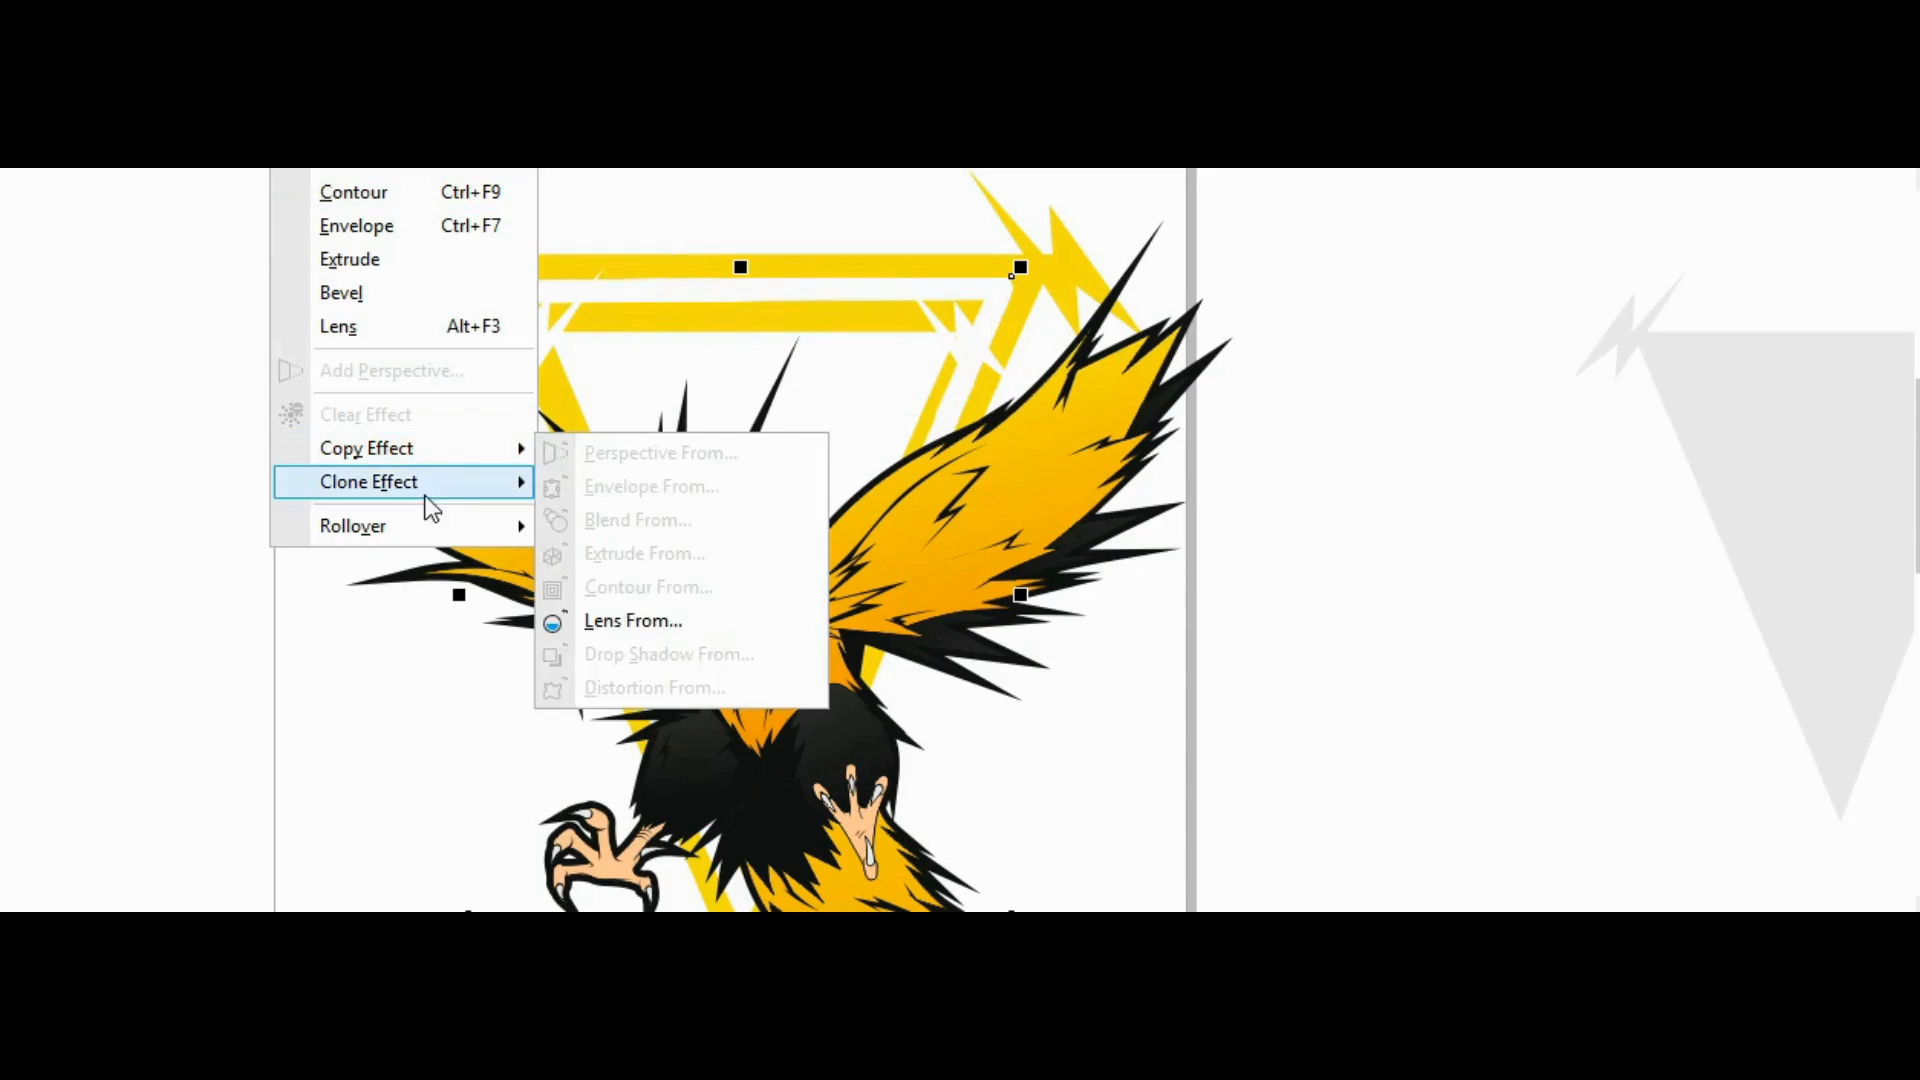 Contour Ctrl+F9
Envelope Ctrl+F7
Extrude
Bevel
Lens Alt+F3
Add Perspective...
Clear Effect
Copy Effect
Clone Effect
Rollover
Perspective From...
Envelope From...
Blend From...
Extrude From...
Contour From...
Lens From...
Drop Shadow From...
Distortion From...